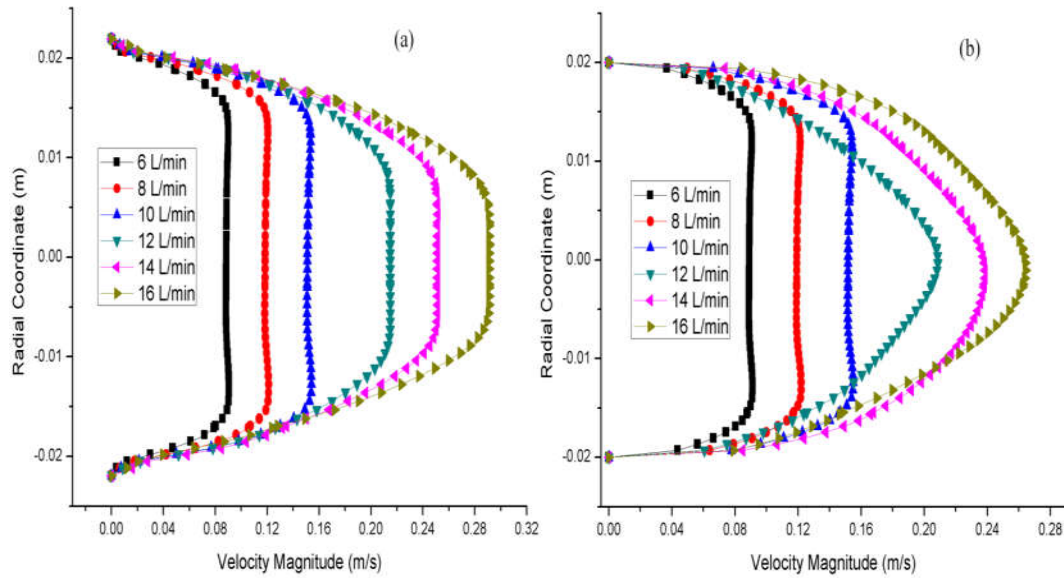 (a)
0.02
0.01
0.00
-0.01
-0.02
Radial Coordinate (m)
6 L/min
8 L/min
10 L/min
12 L/min
14 L/min
16 L/min
0.00 0.04 0.08 0.12 0.16 0.20 0.24 0.28 0.32
Velocity Magnitude (m/s)
(b)
0.02
0.01
0.00
-0.01
-0.02
Radial Coordinate (m)
6 L/min
8 L/min
10 L/min
12 L/min
14 L/min
16 L/min
0.00 0.04 0.08 0.12 0.16 0.20 0.24 0.28
Velocity Magnitude (m/s)